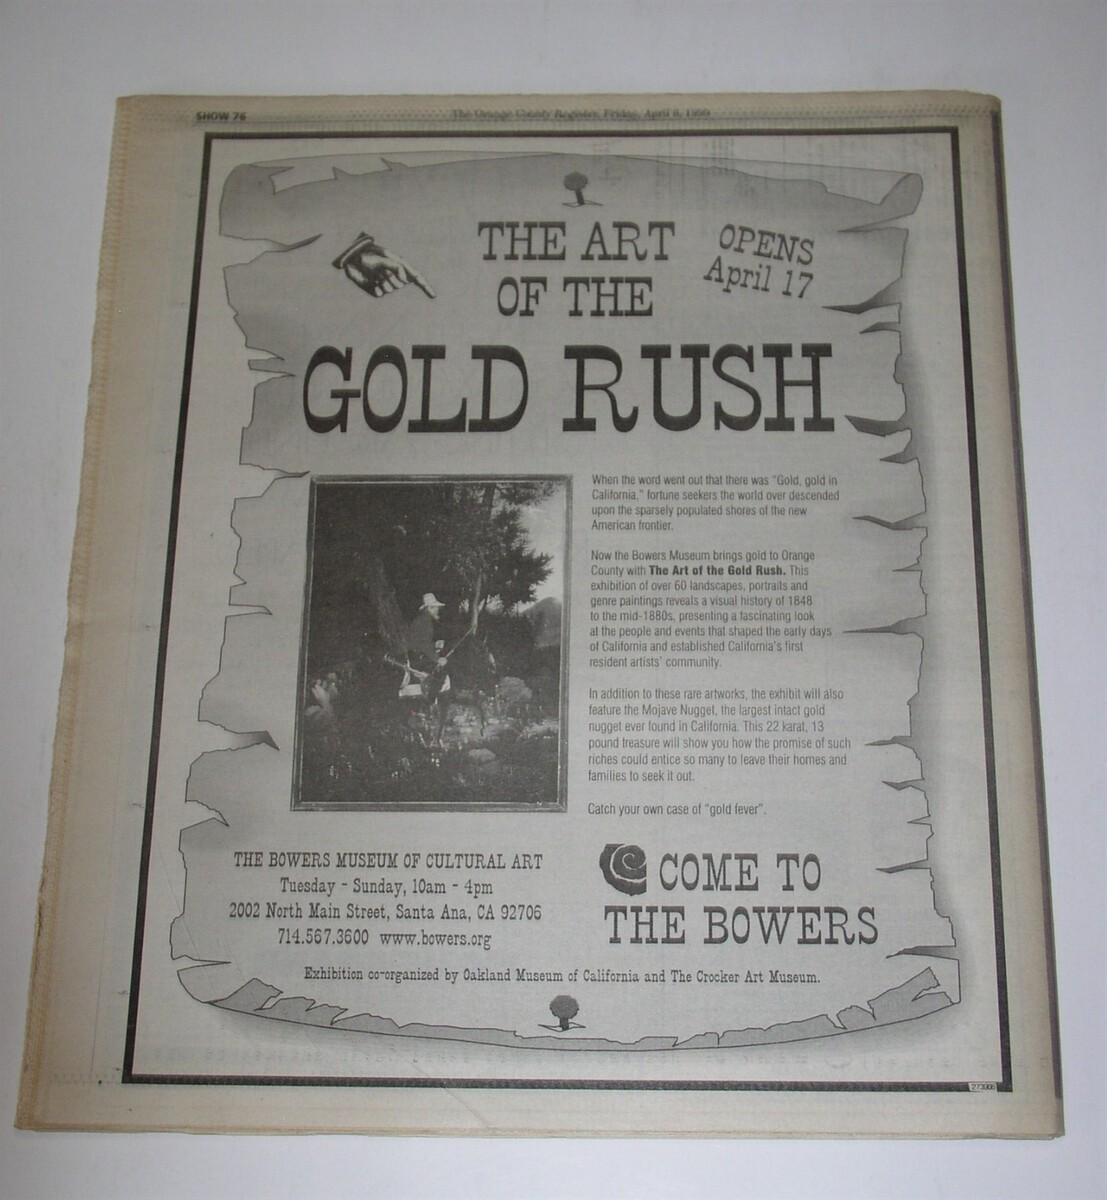 SHOW 76
The Orange County Register, Friday, April 9, 1999
THE ART
OF THE
OPENS
April 17
GOLD RUSH
When the word went out that there was "Gold, gold in
California," fortune seekers the world over descended
upon the sparsely populated shores of the new
American frontier.
Now the Bowers Museum brings gold to Orange
County with The Art of the Gold Rush. This
exhibition of over 60 landscapes, portraits and
genre paintings reveals a visual history of 1848
to the mid-1880s, presenting a fascinating look
at the people and events that shaped the early days
of California and established California's first
resident artists' community.
In addition to these rare artworks, the exhibit will also
feature the Mojave Nugget, the largest intact gold
nugget ever found in California. This 22 karat, 13
pound treasure will show you how the promise of such
riches could entice so many to leave their homes and
families to seek it out.
Catch your own case of "gold fever".
THE BOWERS MUSEUM OF CULTURAL ART
Tuesday - Sunday, 10am - 4pm
2002 North Main Street, Santa Ana, CA 92706
714.567.3600 www.bowers.org
COME TO
THE BOWERS
Exhibition co-organized by Oakland Museum of California and The Crocker Art Museum.